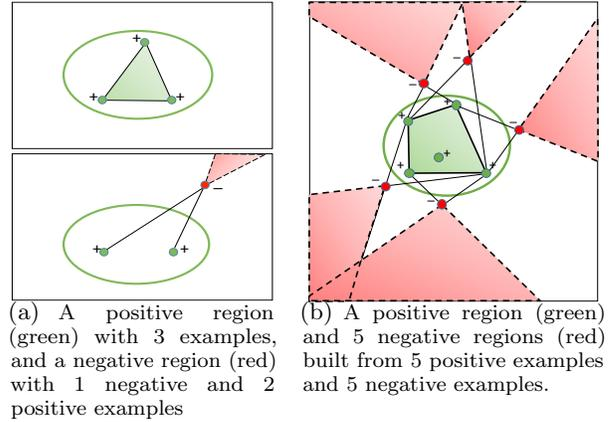 +
+ +
−
+ +
(a) A positive region
(green) with 3 examples,
and a negative region (red)
with 1 negative and 2
positive examples
−
−
+
+ −
+
+ +
−
−
(b) A positive region (green)
and 5 negative regions (red)
built from 5 positive examples
and 5 negative examples.